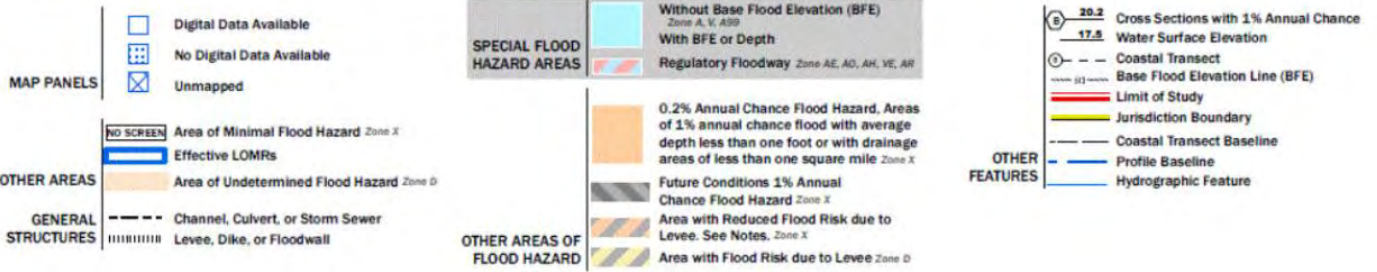 MAP PANELS
Digital Data Available
No Digital Data Available
Unmapped
OTHER AREAS
NO SCREEN Area of Minimal Flood Hazard Zone X
Effective LOMRs
Area of Undetermined Flood Hazard Zone D
GENERAL
STRUCTURES
Channel, Culvert, or Storm Sewer
Levee, Dike, or Floodwall
SPECIAL FLOOD
HAZARD AREAS
Without Base Flood Elevation (BFE)
Zone A, V, A99
With BFE or Depth
Regulatory Floodway Zone AE, AO, AH, VE, AR
OTHER AREAS OF
FLOOD HAZARD
0.2% Annual Chance Flood Hazard, Areas
of 1% annual chance flood with average
depth less than one foot or with drainage
areas of less than one square mile Zone X
Future Conditions 1% Annual
Chance Flood Hazard Zone X
Area with Reduced Flood Risk due to
Levee. See Notes. Zone X
Area with Flood Risk due to Levee Zone D
OTHER
FEATURES
B 20.2 Cross Sections with 1% Annual Chance
17.5 Water Surface Elevation
Coastal Transect
Base Flood Elevation Line (BFE)
Limit of Study
Jurisdiction Boundary
Coastal Transect Baseline
Profile Baseline
Hydrographic Feature